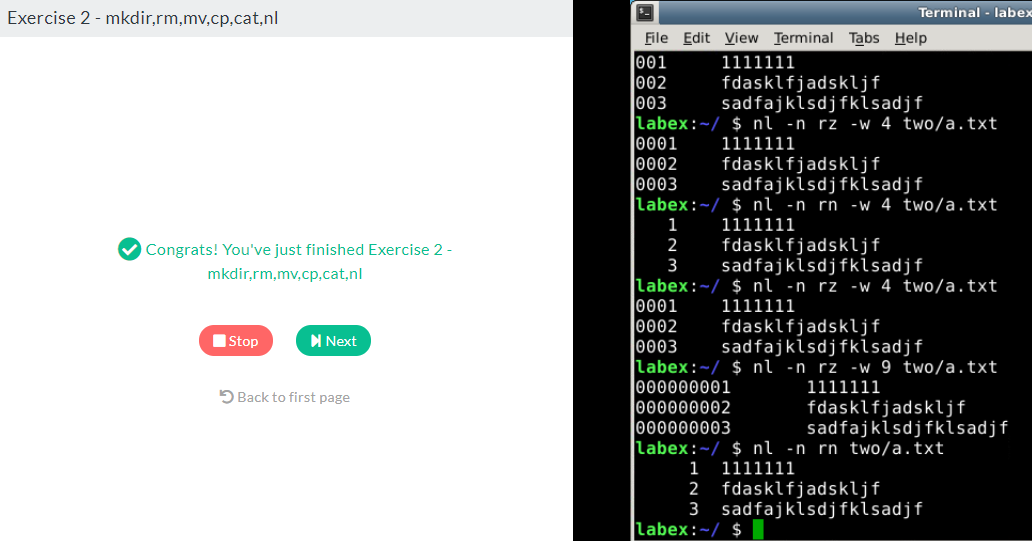 Exercise 2 - mkdir,rm,mv,cp,cat,nl
Congrats! You've just finished Exercise 2 -
mkdir,rm,mv,cp,cat,nl
Stop
Next
Back to first page
Terminal - labex
File Edit View Terminal Tabs Help
001 1111111
002 fdasklfjadskljf
003 sadfajklsdjfklsadjf
labex:~/ $ nl -n rz -w 4 two/a.txt
0001 1111111
0002 fdasklfjadskljf
0003 sadfajklsdjfklsadjf
labex:~/ $ nl -n rn -w 4 two/a.txt
1 1111111
2 fdasklfjadskljf
3 sadfajklsdjfklsadjf
labex:~/ $ nl -n rz -w 4 two/a.txt
0001 1111111
0002 fdasklfjadskljf
0003 sadfajklsdjfklsadjf
labex:~/ $ nl -n rz -w 9 two/a.txt
000000001 1111111
000000002 fdasklfjadskljf
000000003 sadfajklsdjfklsadjf
labex:~/ $ nl -n rn two/a.txt
1 1111111
2 fdasklfjadskljf
3 sadfajklsdjfklsadjf
labex:~/ $